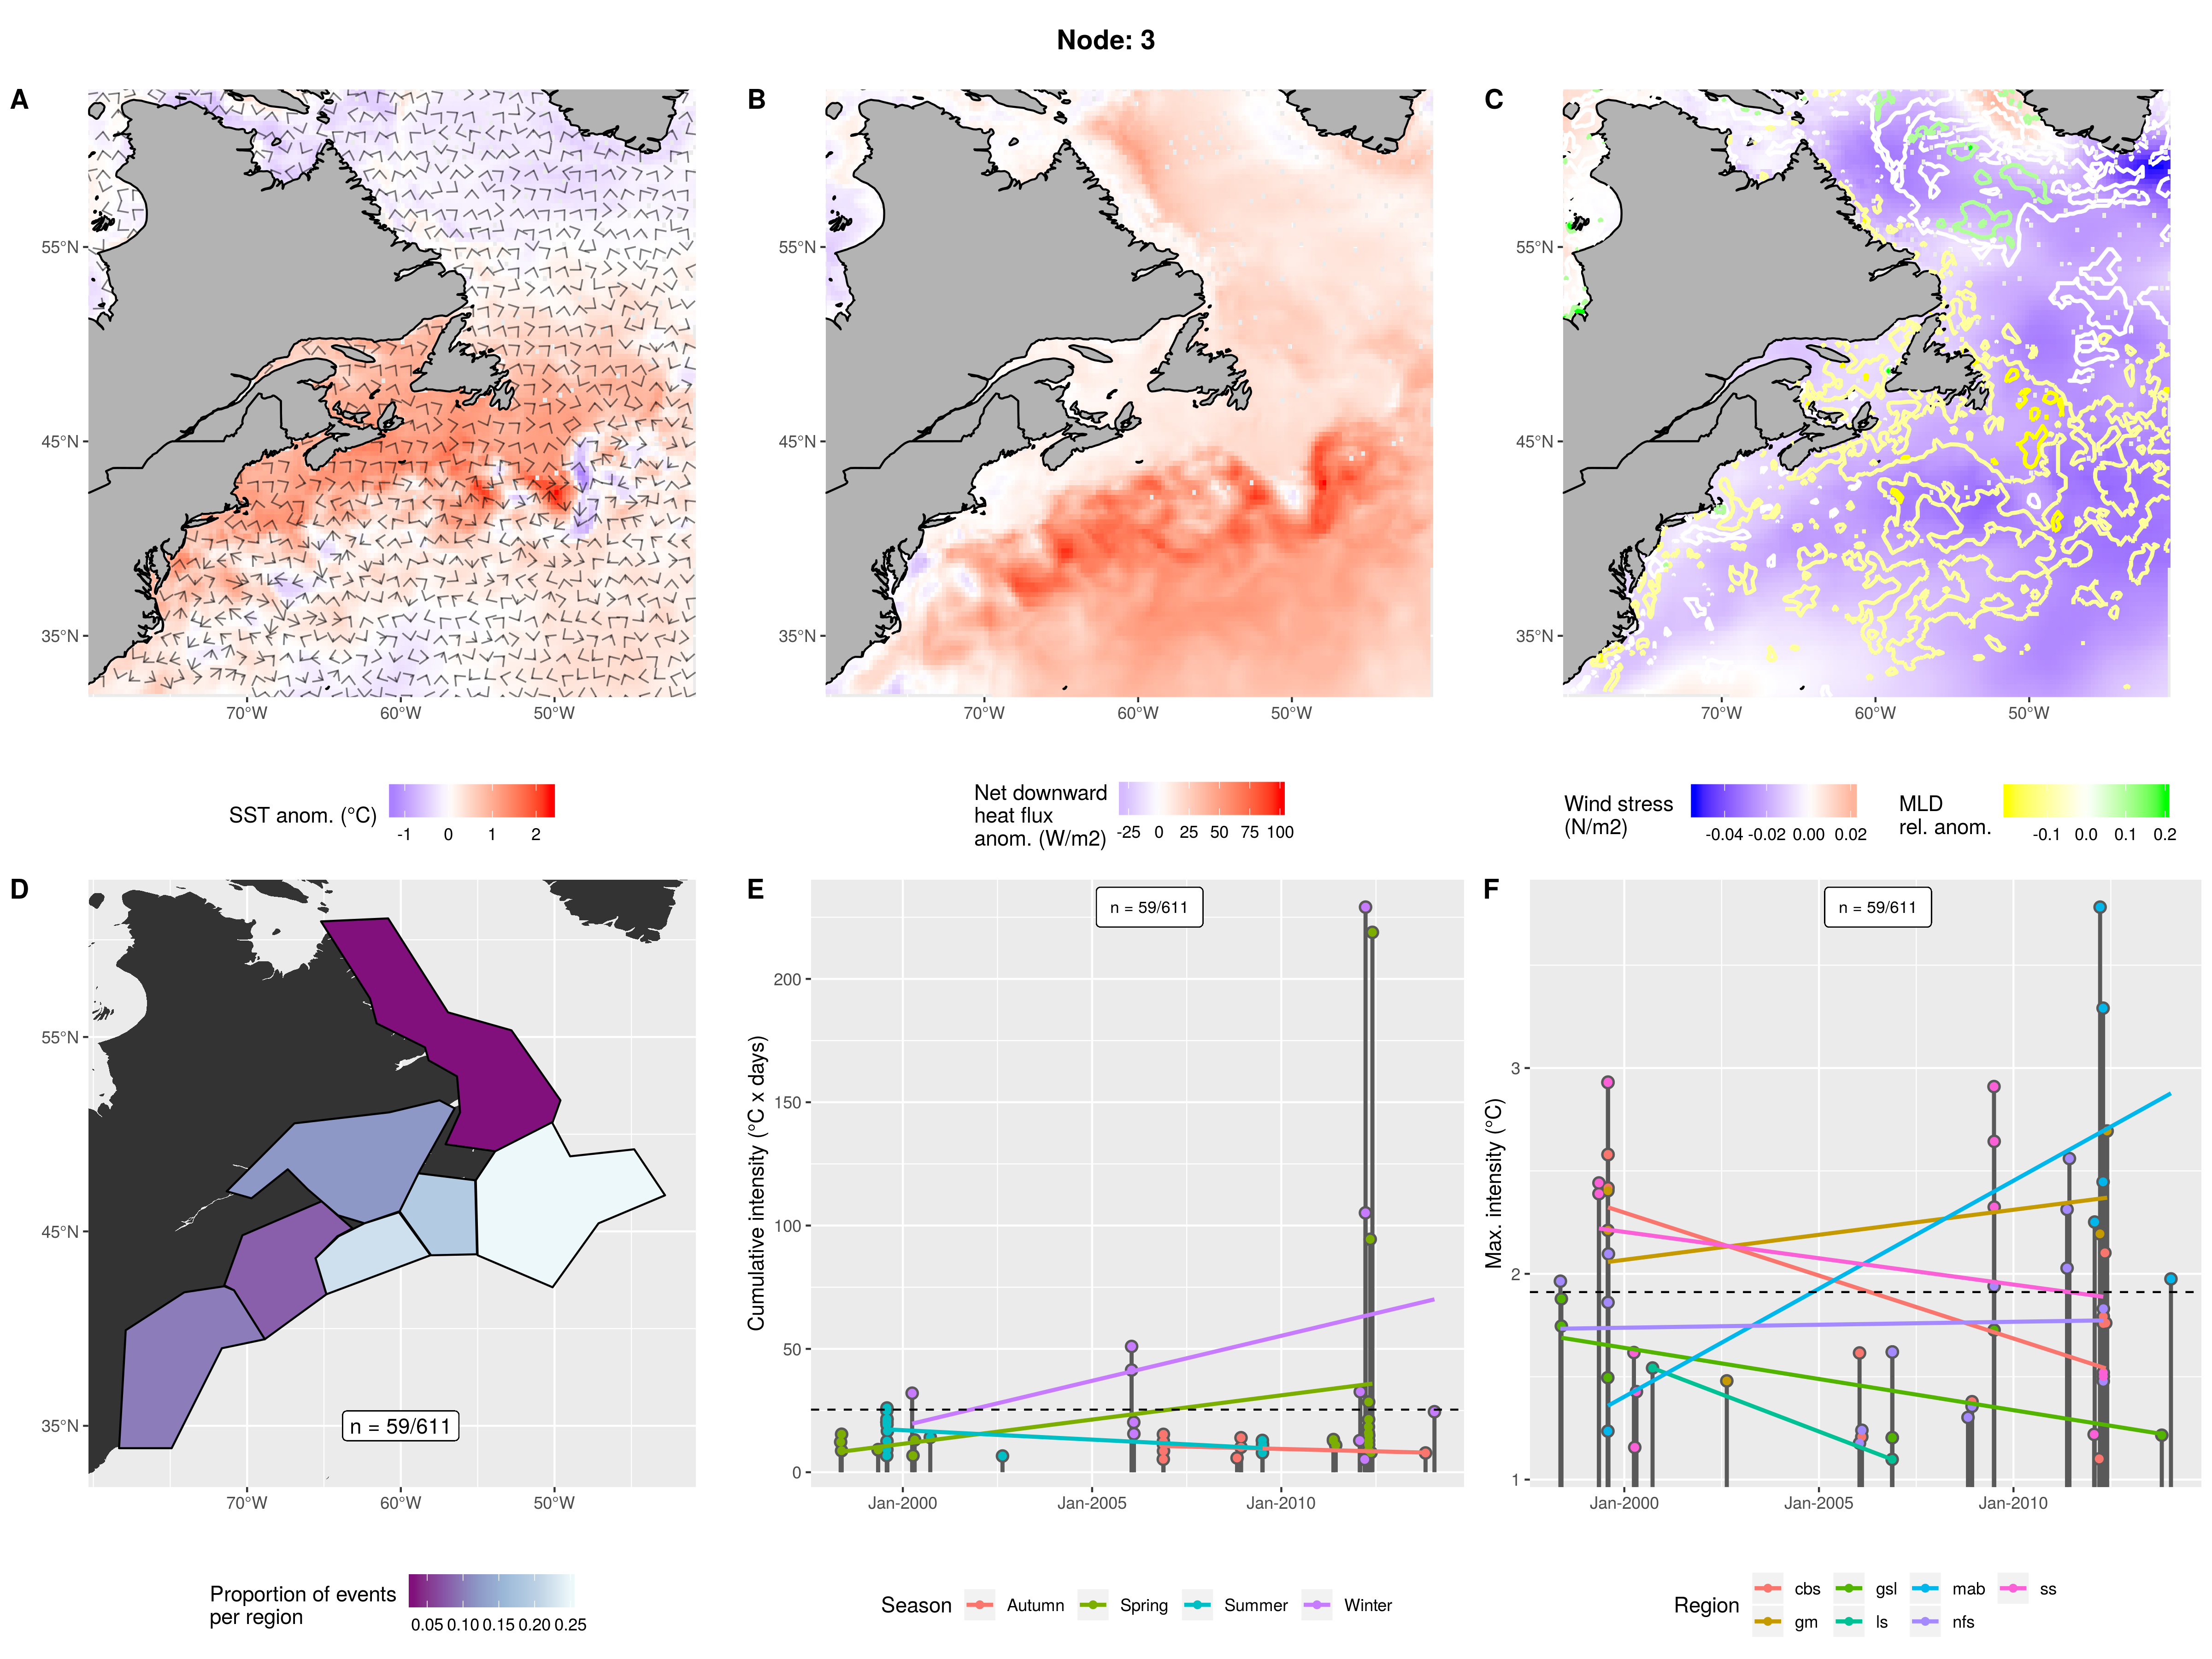 Node: 3
A
B
C
55°N
45°N
35°N
70°W 60°W 50°W
55°N
45°N
35°N
70°W 60°W 50°W
55°N
45°N
35°N
70°W 60°W 50°W
SST anom. (°C)
-1 0 1 2
Net downward
heat flux
anom. (W/m2)
-25 0 25 50 75 100
Wind stress
(N/m2)
-0.04 -0.02 0.00 0.02
MLD
rel. anom.
-0.1 0.0 0.1 0.2
D
55°N
45°N
35°N
n = 59/611
70°W 60°W 50°W
Proportion of events
per region
0.05 0.10 0.15 0.20 0.25
E
n = 59/611
Cumulative intensity (°C x days)
200
150
100
50
0
Jan-2000 Jan-2005 Jan-2010
Season Autumn Spring Summer Winter
F
n = 59/611
Max. intensity (°C)
3
2
1
Jan-2000 Jan-2005 Jan-2010
Region
cbs gsl mab ss
gm ls nfs